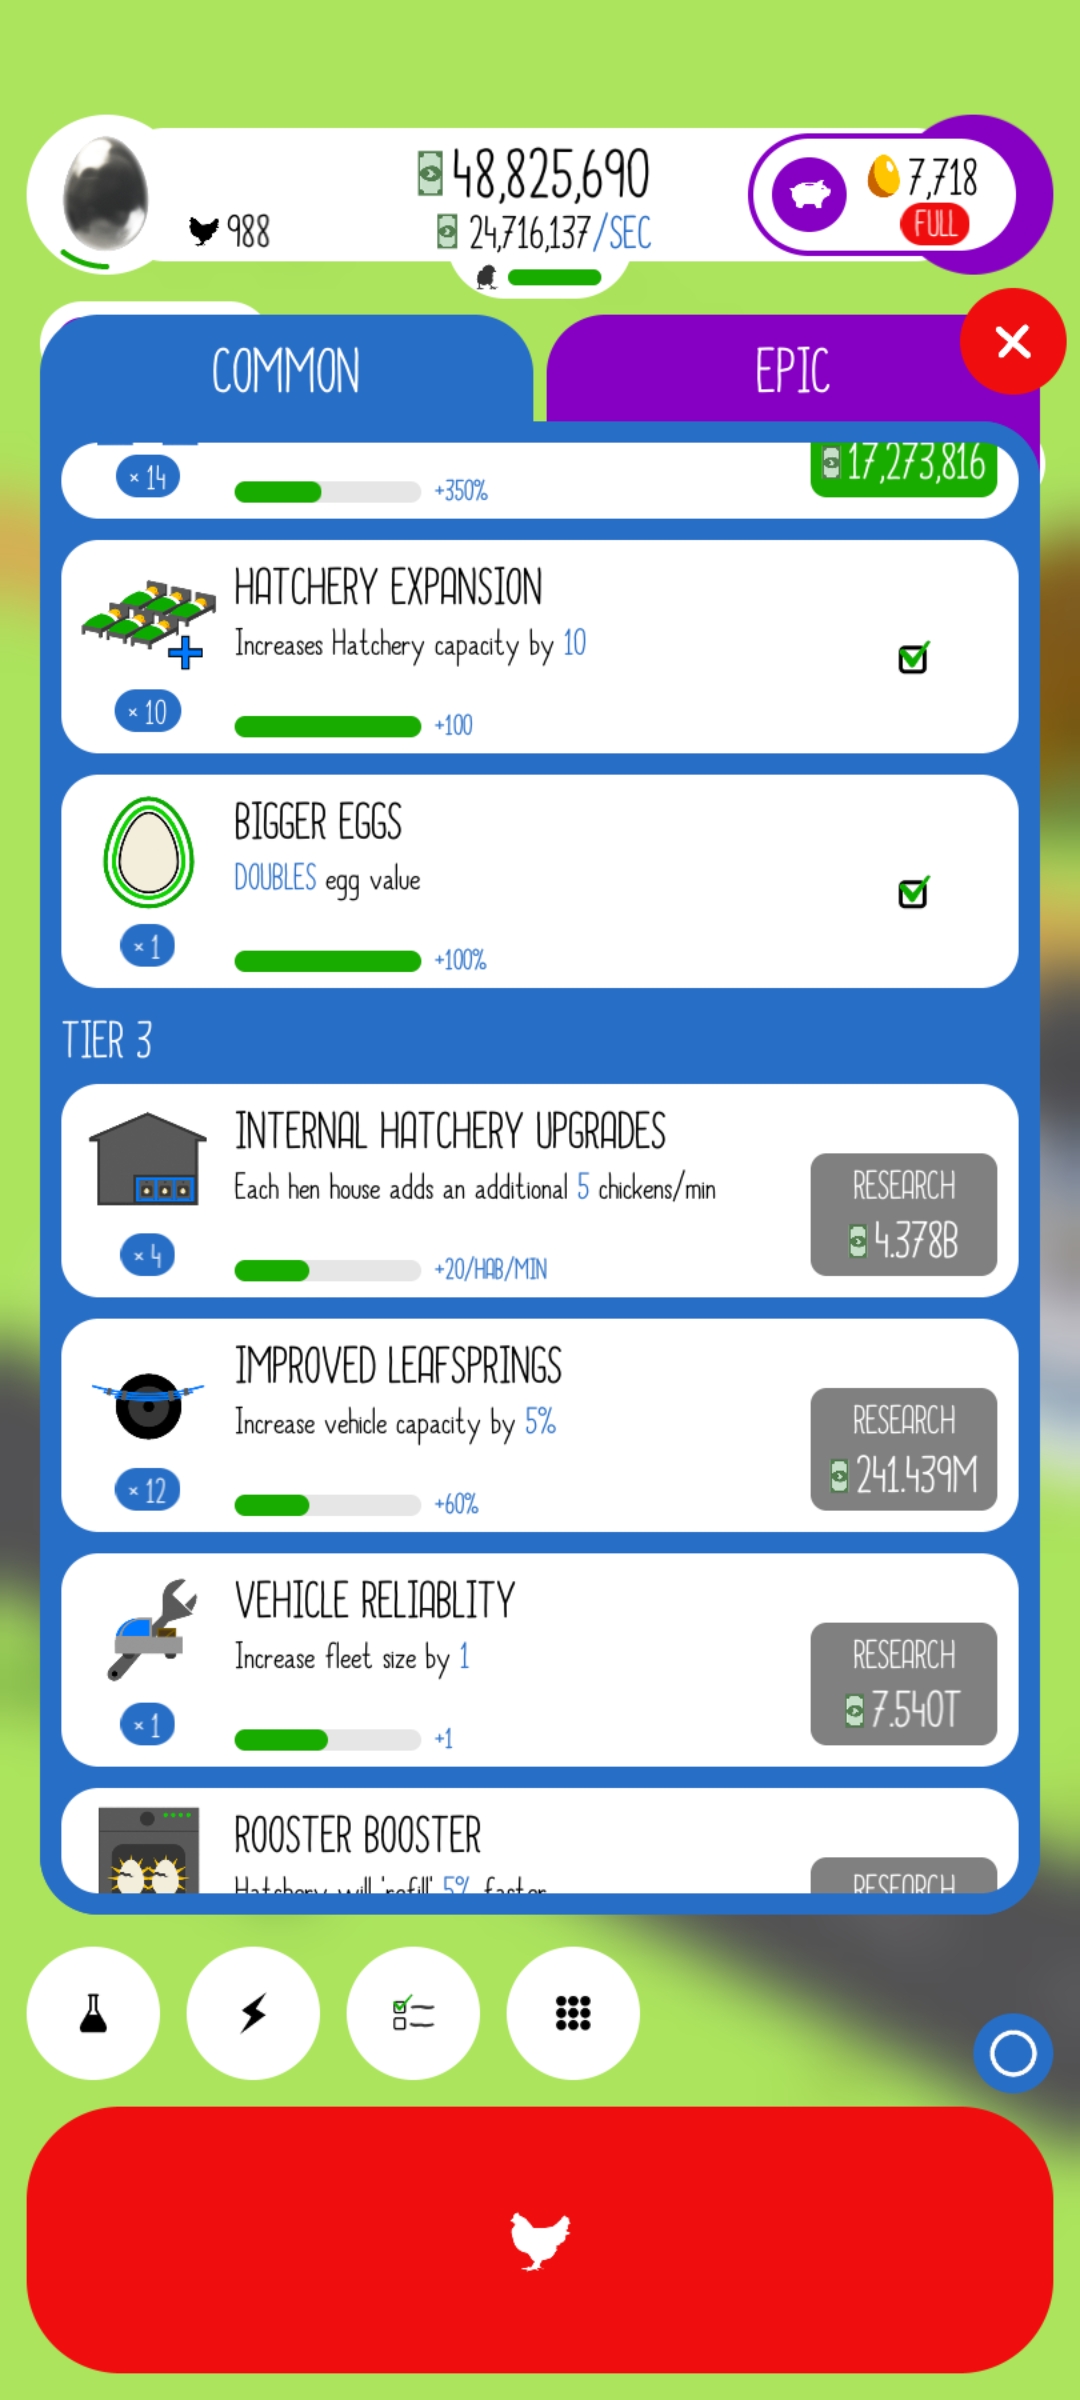 48,825,690
7,718
988
24,716,137/SEC
FULL
COMMON
EPIC
× 14
+350%
17,273,816
HATCHERY EXPANSION
Increases Hatchery capacity by 10
× 10
+100
BIGGER EGGS
DOUBLES egg value
× 1
+100%
TIER 3
INTERNAL HATCHERY UPGRADES
Each hen house adds an additional 5 chickens/min
RESEARCH
4.378B
× 4
+20/HAB/MIN
IMPROVED LEAFSPRINGS
Increase vehicle capacity by 5%
RESEARCH
241.439M
× 12
+60%
VEHICLE RELIABLITY
Increase fleet size by 1
RESEARCH
7.540T
× 1
+1
ROOSTER BOOSTER
Hatchery will 'refill' 5% faster
RESEARCH